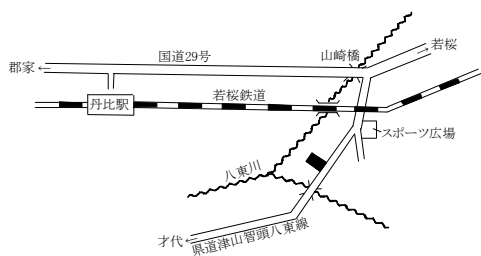 山崎橋
若桜
国道29号
郡家
若桜鉄道
丹比駅
スポーツ広場
八東川
県道津山智頭八東線
才代